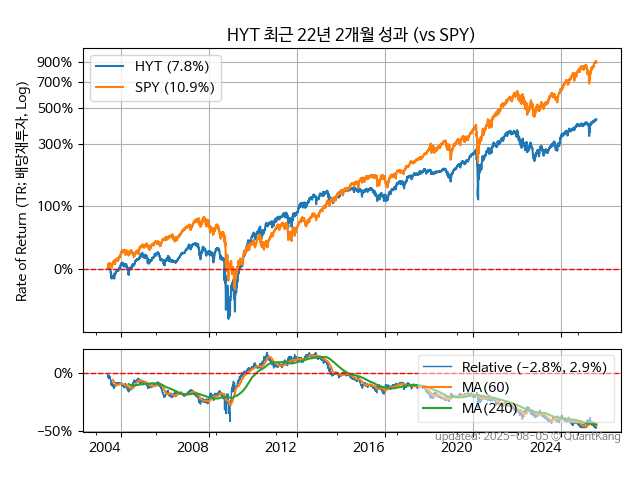 HYT 최근 22년 2개월 성과 (vs SPY)
Rate of Return (TR: 배당재투자, Log)
900%
700%
500%
300%
100%
0%
HYT (7.8%)
SPY (10.9%)
0%
−50%
Relative (−2.8%, 2.9%)
MA(60)
MA(240)
2004 2008 2012 2016 2020 2024
updated: 2025-08-05 © QuantKang